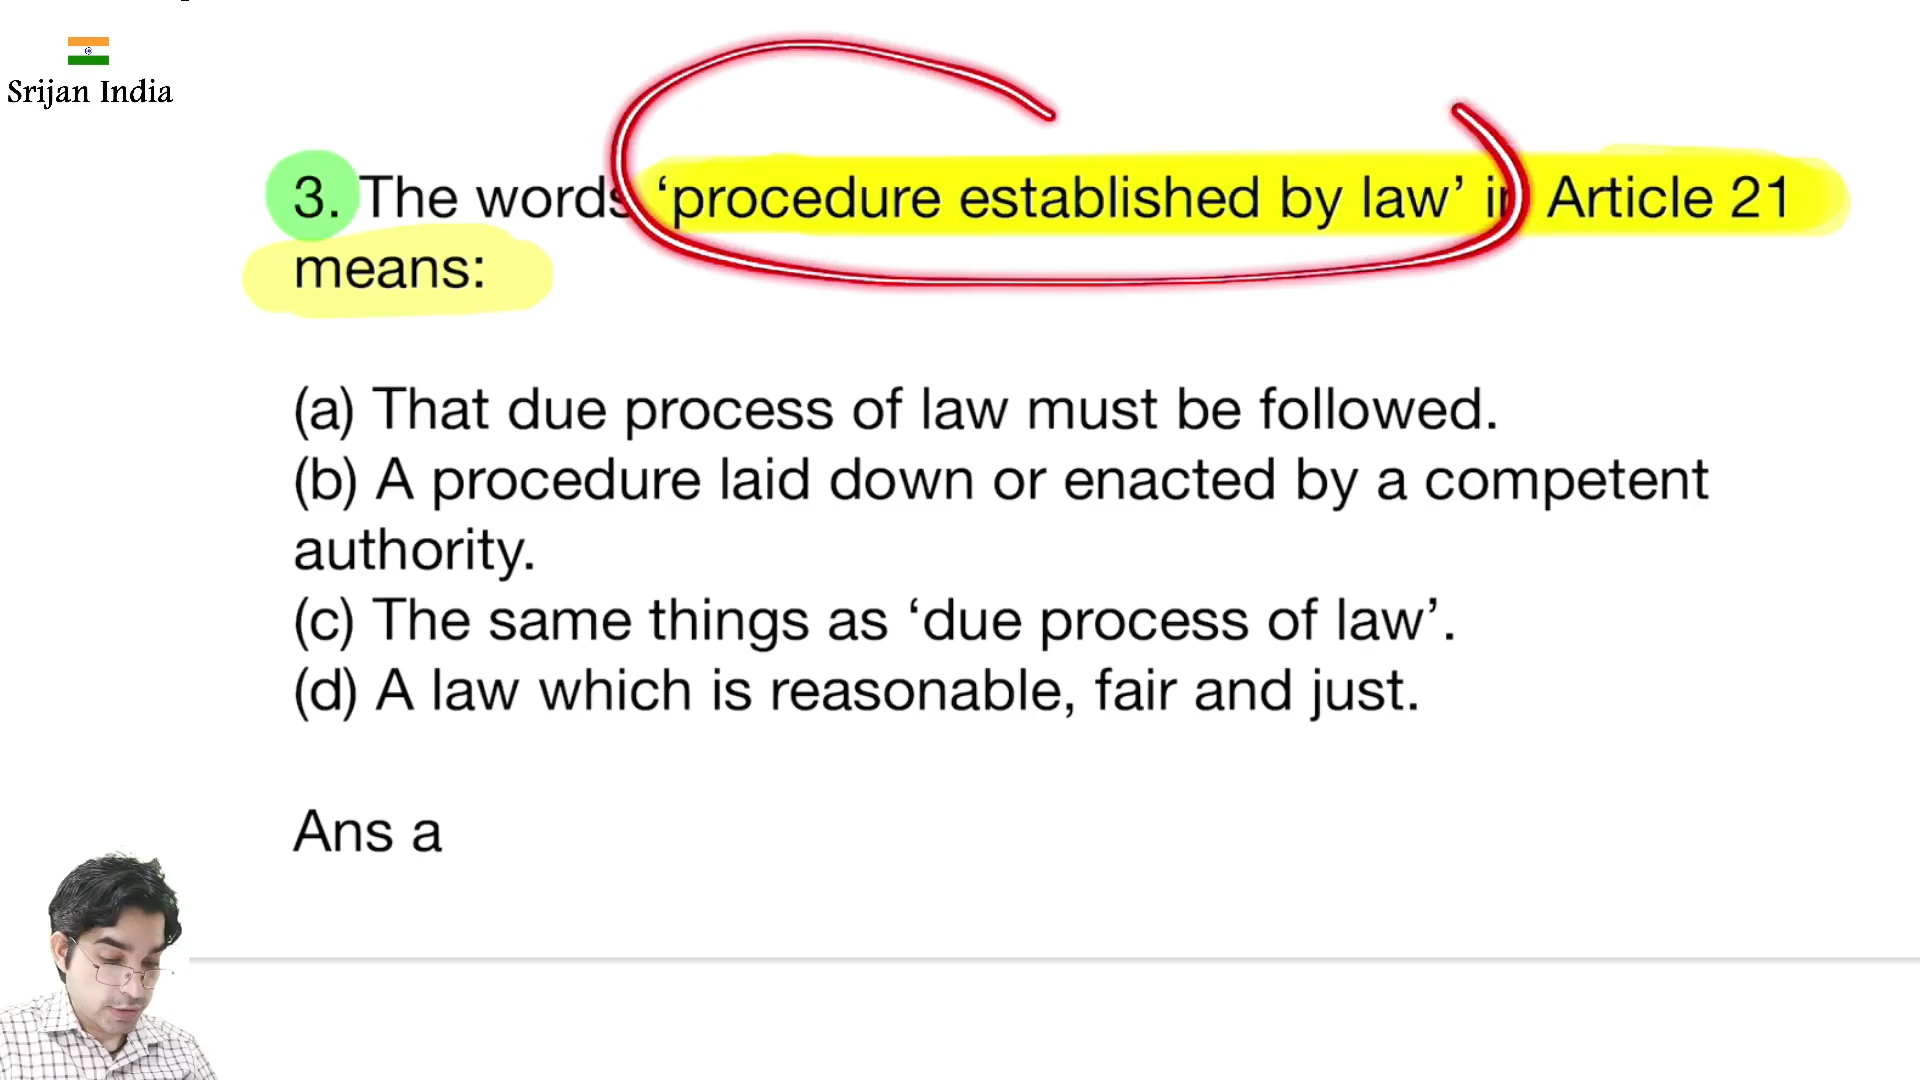 Srijan India
3. The words ‘procedure established by law’ in Article 21
means:
(a) That due process of law must be followed.
(b) A procedure laid down or enacted by a competent
authority.
(c) The same things as ‘due process of law’.
(d) A law which is reasonable, fair and just.
Ans a